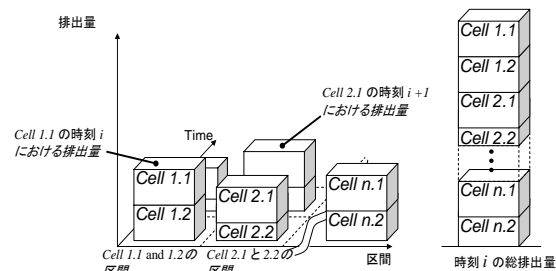 排出量
Cell 1.1 の時刻 i
における排出量
Time
Cell 2.1 の時刻 i +1
における排出量
Cell 1.1
Cell 1.2
Cell 2.1
Cell 2.2
Cell n.1
Cell n.2
区間
Cell 1.1 and 1.2 の
区間
Cell 2.1 と 2.2 の
区間
Cell 1.1
Cell 1.2
Cell 2.1
Cell 2.2
Cell n.1
Cell n.2
時刻 i の総排出量